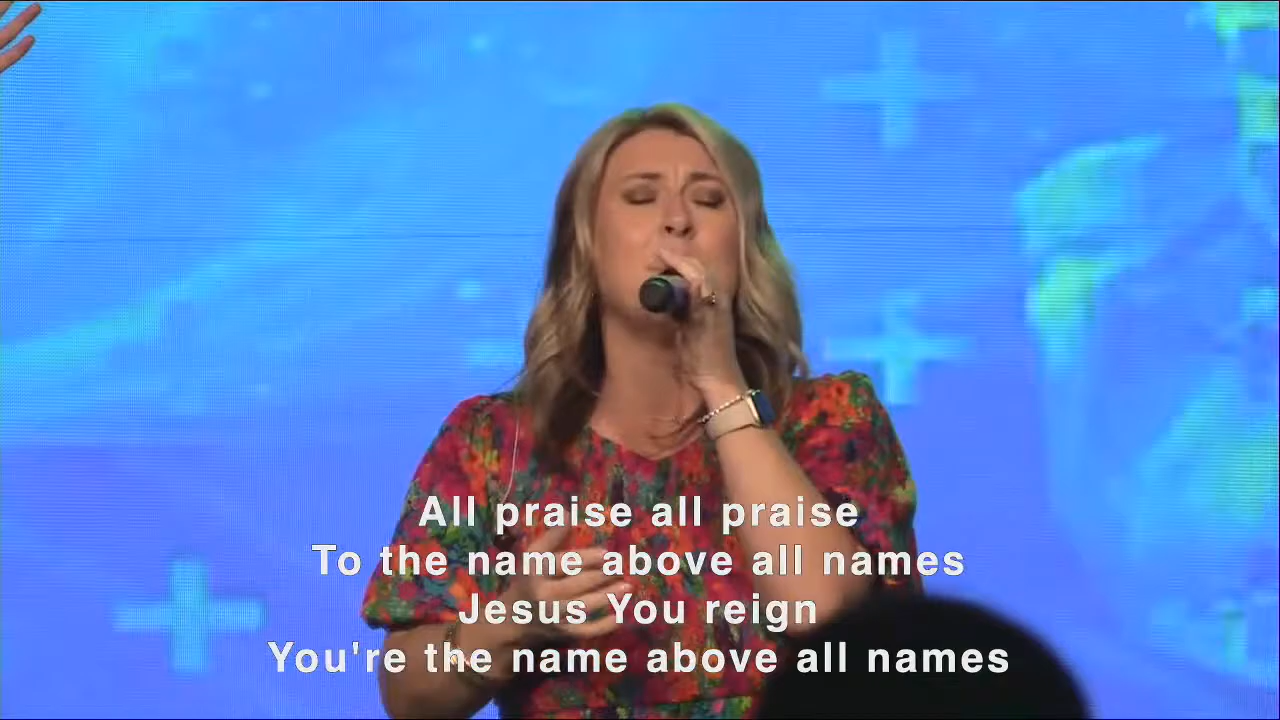 All praise all praise
To the name above all names
Jesus You reign
You're the name above all names